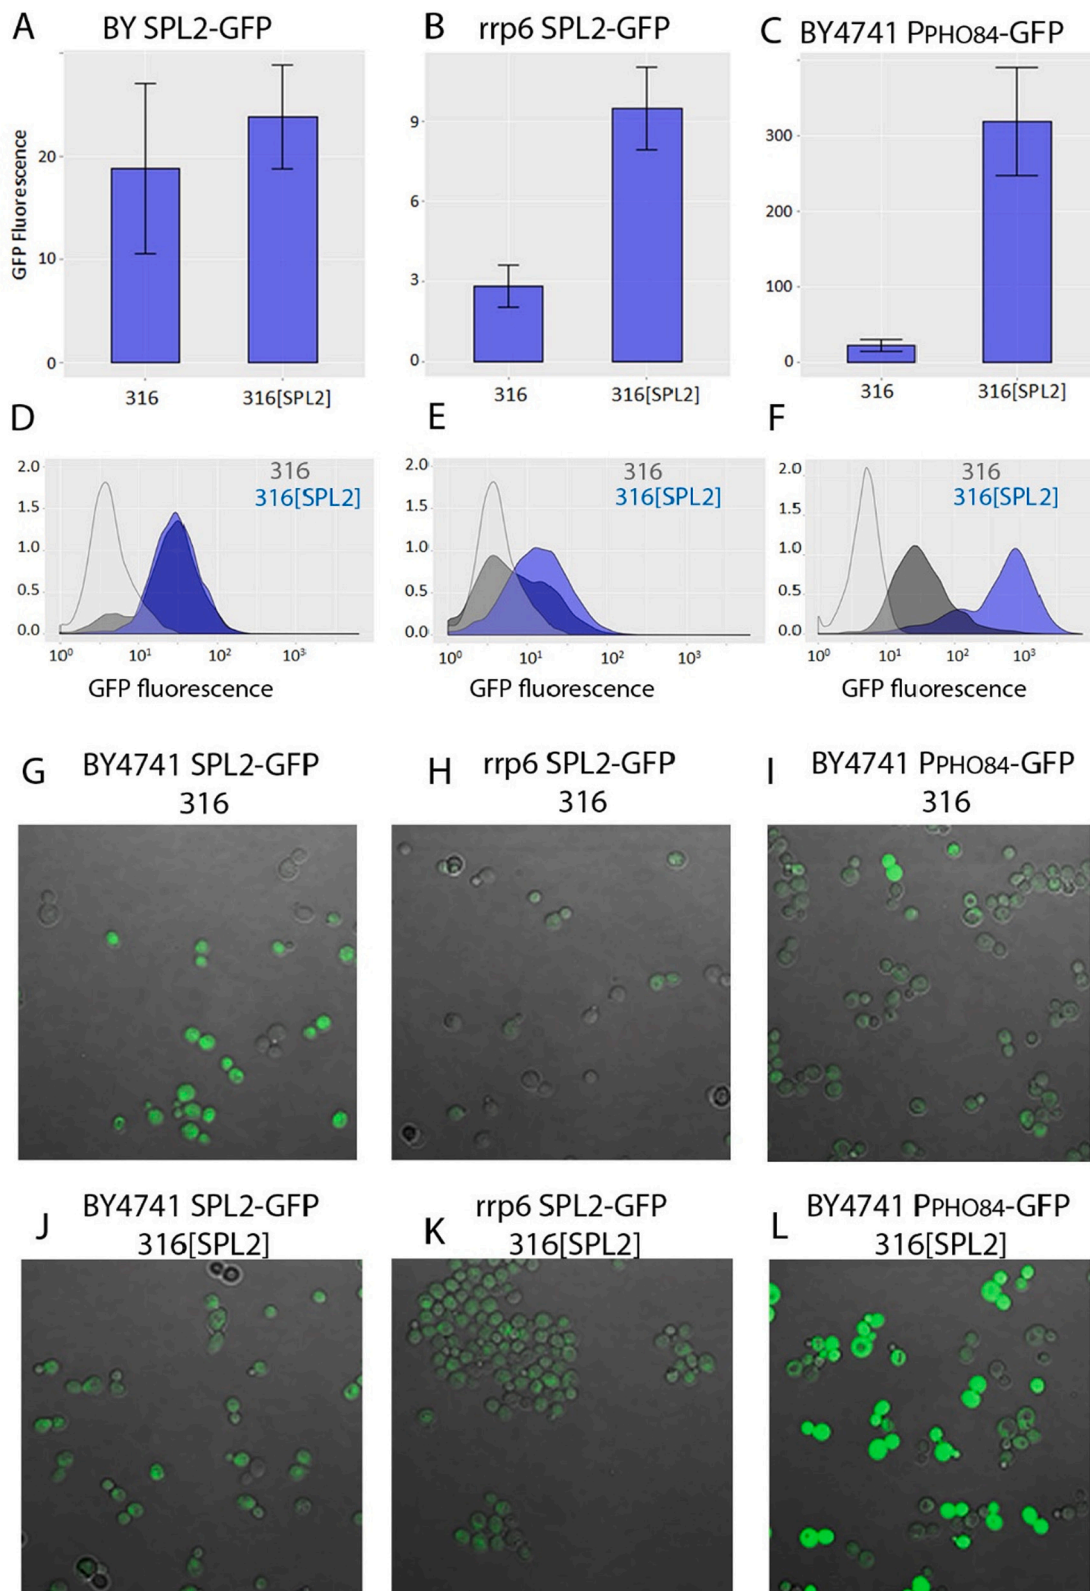 A BY SPL2-GFP
B rrp6 SPL2-GFP
C BY4741 PPHO84-GFP
GFP Fluorescence
20
10
0
316 316[SPL2]
9
6
3
0
316 316[SPL2]
300
200
100
0
316 316[SPL2]
D
2.0
1.5
1.0
0.5
0.0
316
316[SPL2]
10⁰ 10¹ 10² 10³
GFP fluorescence
E
2.0
1.5
1.0
0.5
0.0
316
316[SPL2]
10⁰ 10¹ 10² 10³
GFP fluorescence
F
2.0
1.5
1.0
0.5
0.0
316
316[SPL2]
10⁰ 10¹ 10² 10³
GFP fluorescence
G BY4741 SPL2-GFP
316
H rrp6 SPL2-GFP
316
I BY4741 PPHO84-GFP
316
J BY4741 SPL2-GFP
316[SPL2]
K rrp6 SPL2-GFP
316[SPL2]
L BY4741 PPHO84-GFP
316[SPL2]